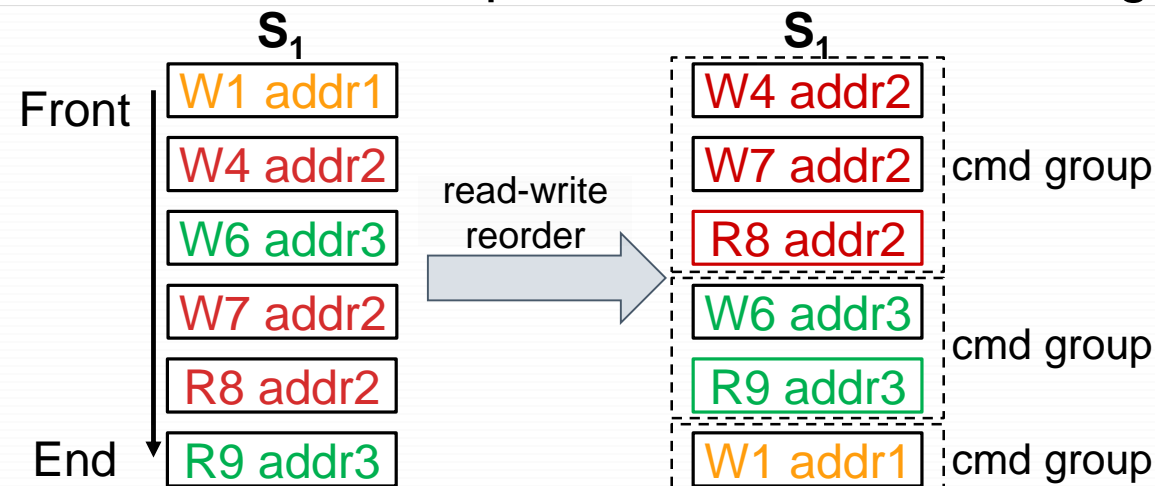 S₁
Front
W1 addr1
W4 addr2
W6 addr3
W7 addr2
R8 addr2
End
R9 addr3
read-write
reorder
S₁
W4 addr2
W7 addr2
R8 addr2
cmd group
W6 addr3
R9 addr3
cmd group
W1 addr1
cmd group